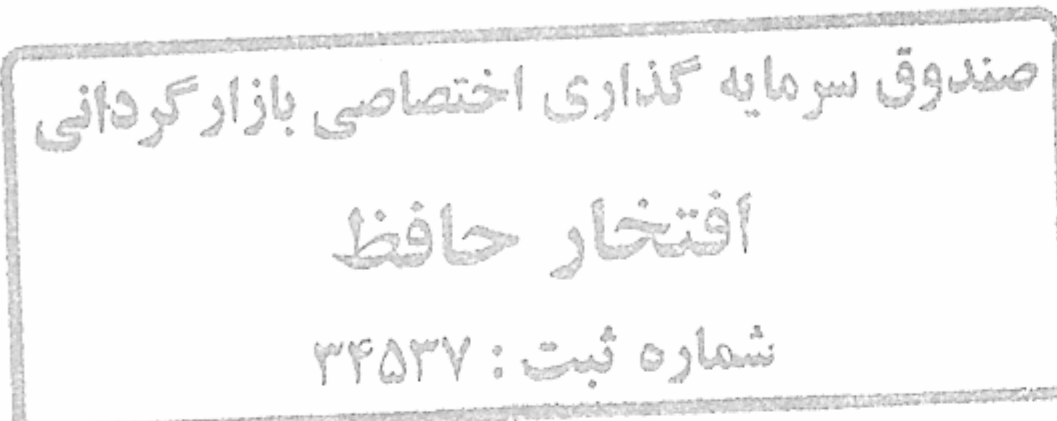 صندوق سرمایه گذاری اختصاصی بازارگردانی
افتخار حافظ
شماره ثبت : ۳۴۵۳۷